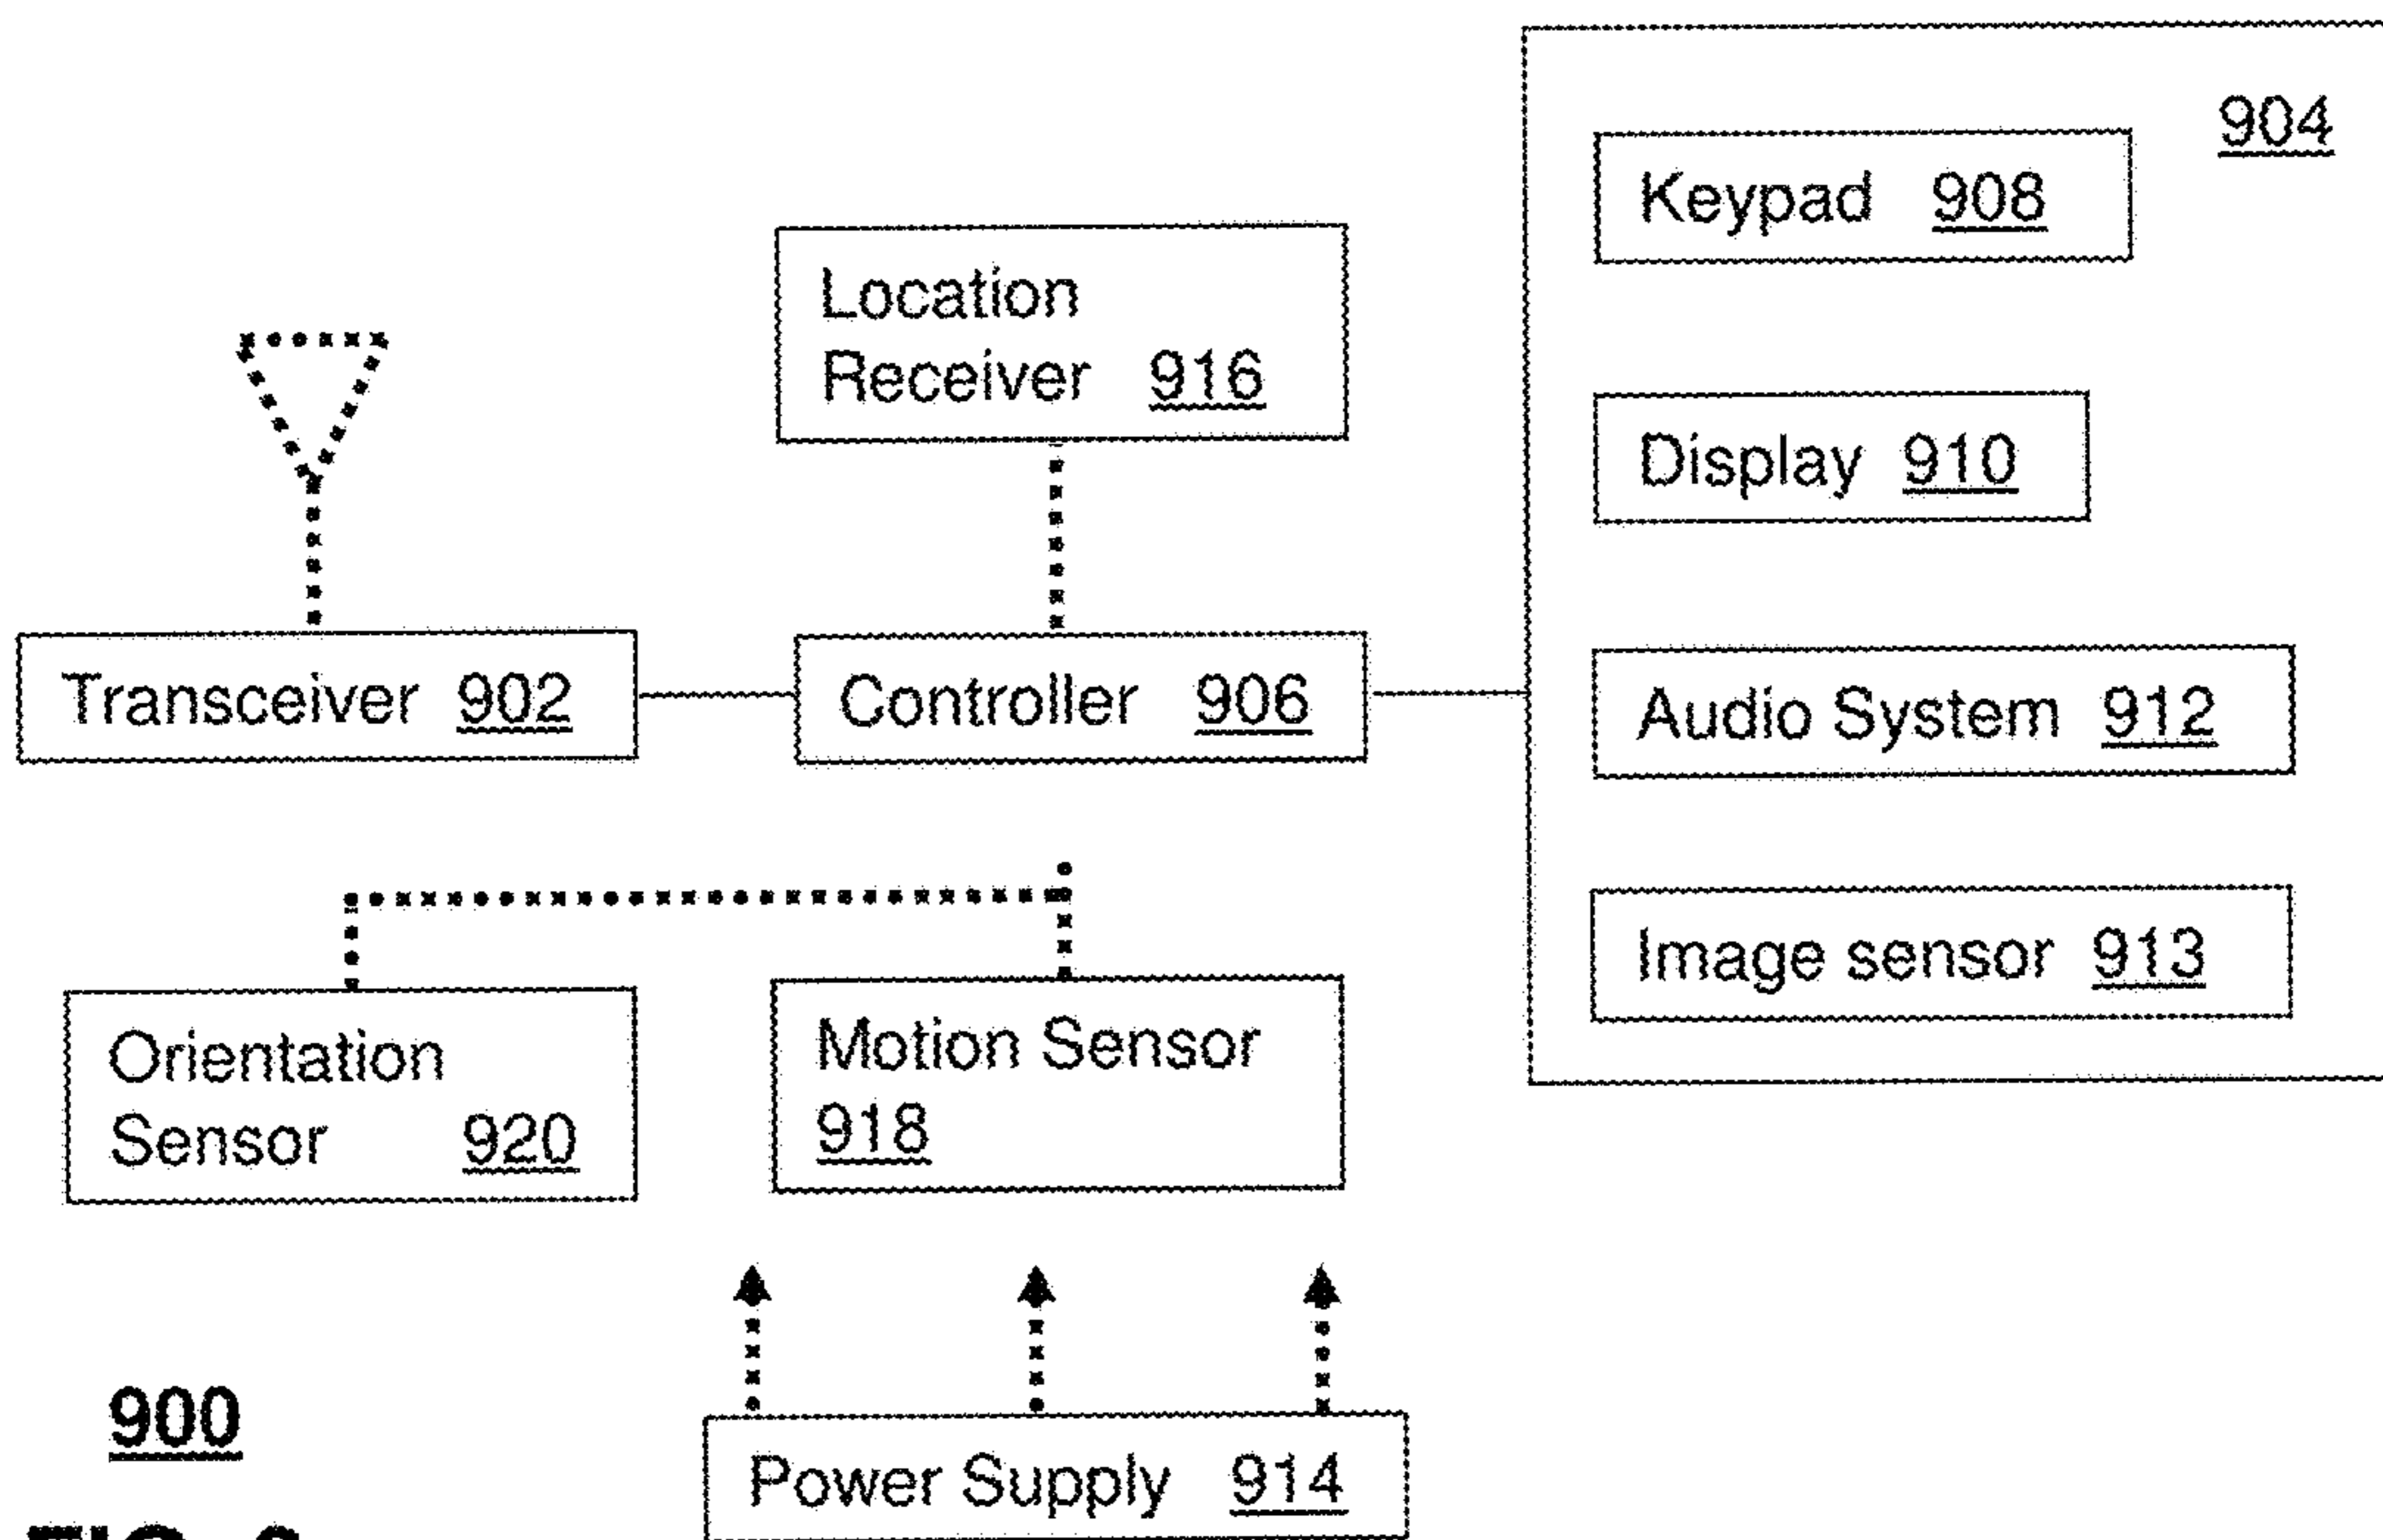 904
Keypad 908
Location
Receiver 916
Display 910
Transceiver 902
Controller 906
Audio System 912
Image sensor 913
Orientation
Sensor 920
Motion Sensor
918
900
Power Supply 914